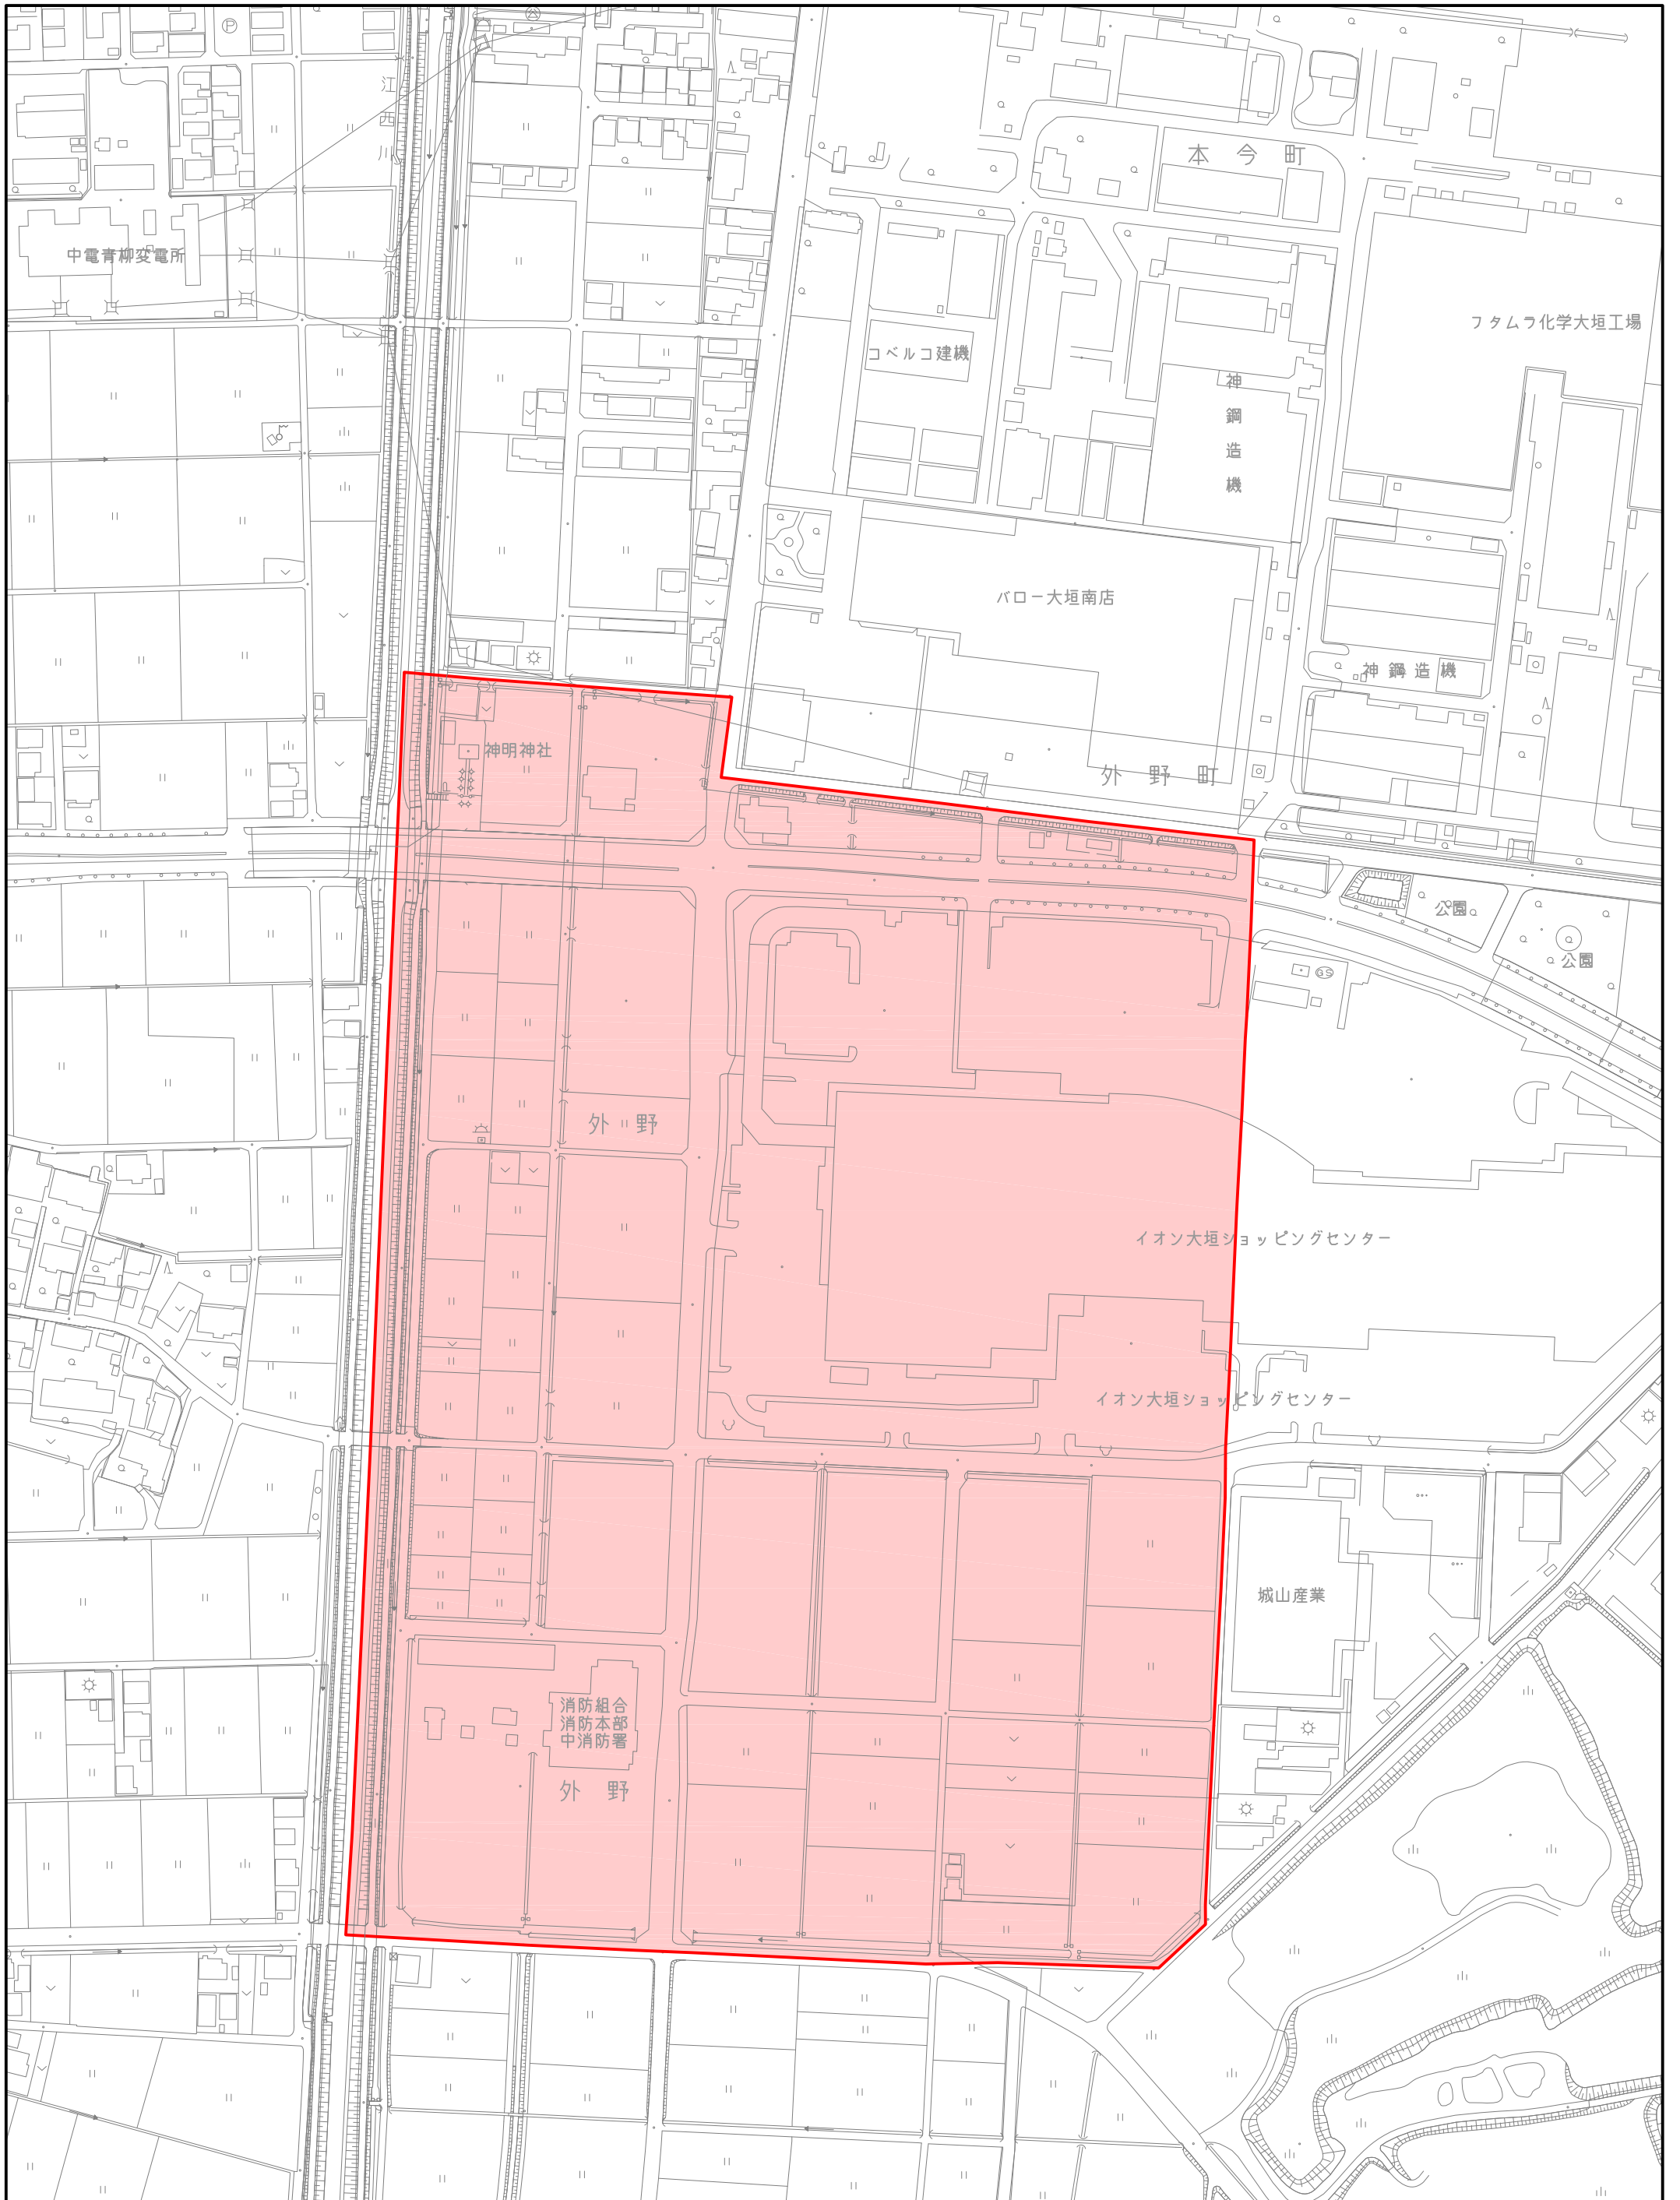 P
江
西
川
本今町
中電青柳変電所
フタムラ化学大垣工場
コベルコ建機
神
鋼
造
機
バロー大垣南店
神鋼造機
神明神社
外野町
公園
公園
GS
外野
イオン大垣ショッピングセンター
イオン大垣ショッピングセンター
城山産業
消防組合
消防本部
中消防署
外野